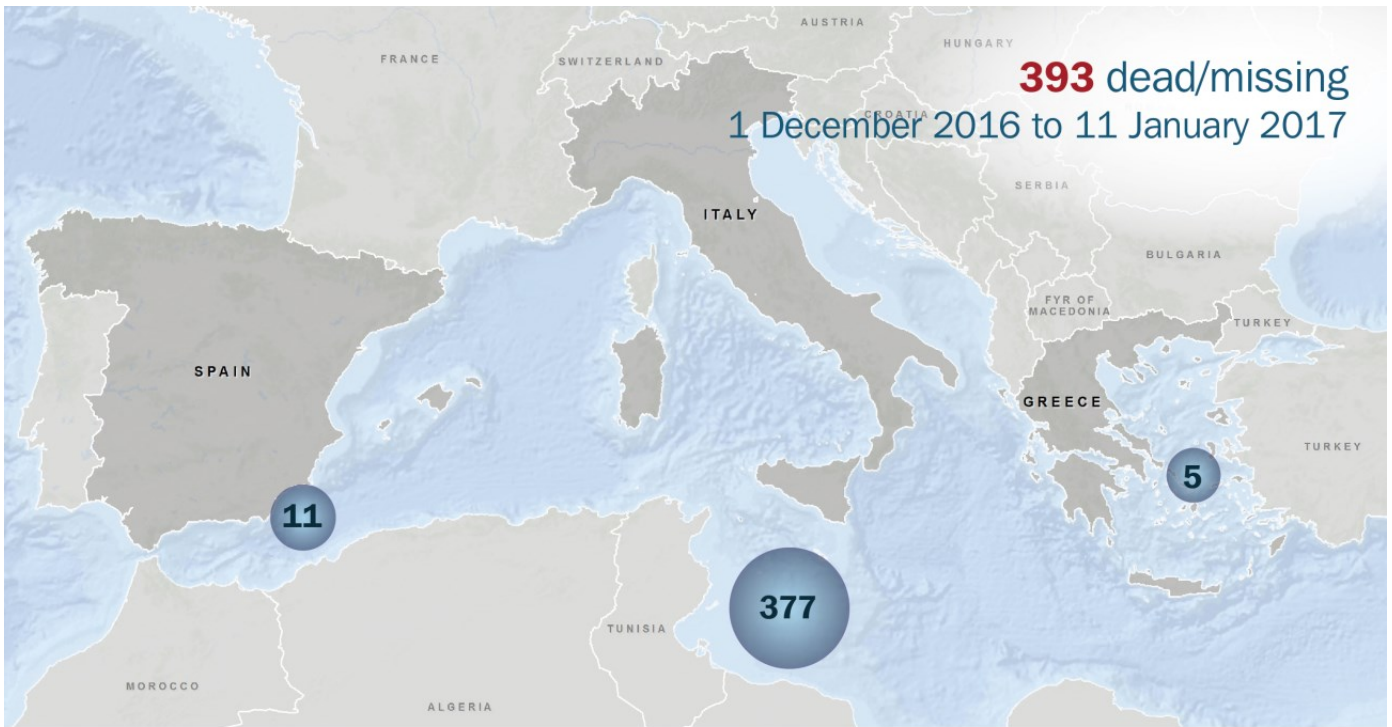 AUSTRIA
HUNGARY
FRANCE
SWITZERLAND
393 dead/missing
CROATIA
1 December 2016 to 11 January 2017
SERBIA
ITALY
BULGARIA
FYR OF
MACEDONIA
TURKEY
SPAIN
GREECE
TURKEY
5
11
377
TUNISIA
MOROCCO
ALGERIA